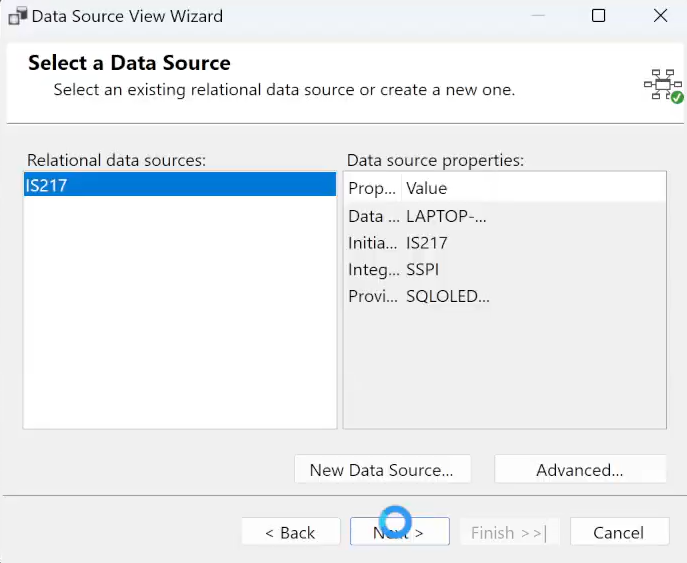 Data Source View Wizard
Select a Data Source
Select an existing relational data source or create a new one.
Relational data sources:
IS217
Data source properties:
Prop... Value
Data ... LAPTOP-...
Initia... IS217
Integ... SSPI
Provi... SQLOLED...
New Data Source...
Advanced...
< Back
Next >
Finish >>|
Cancel